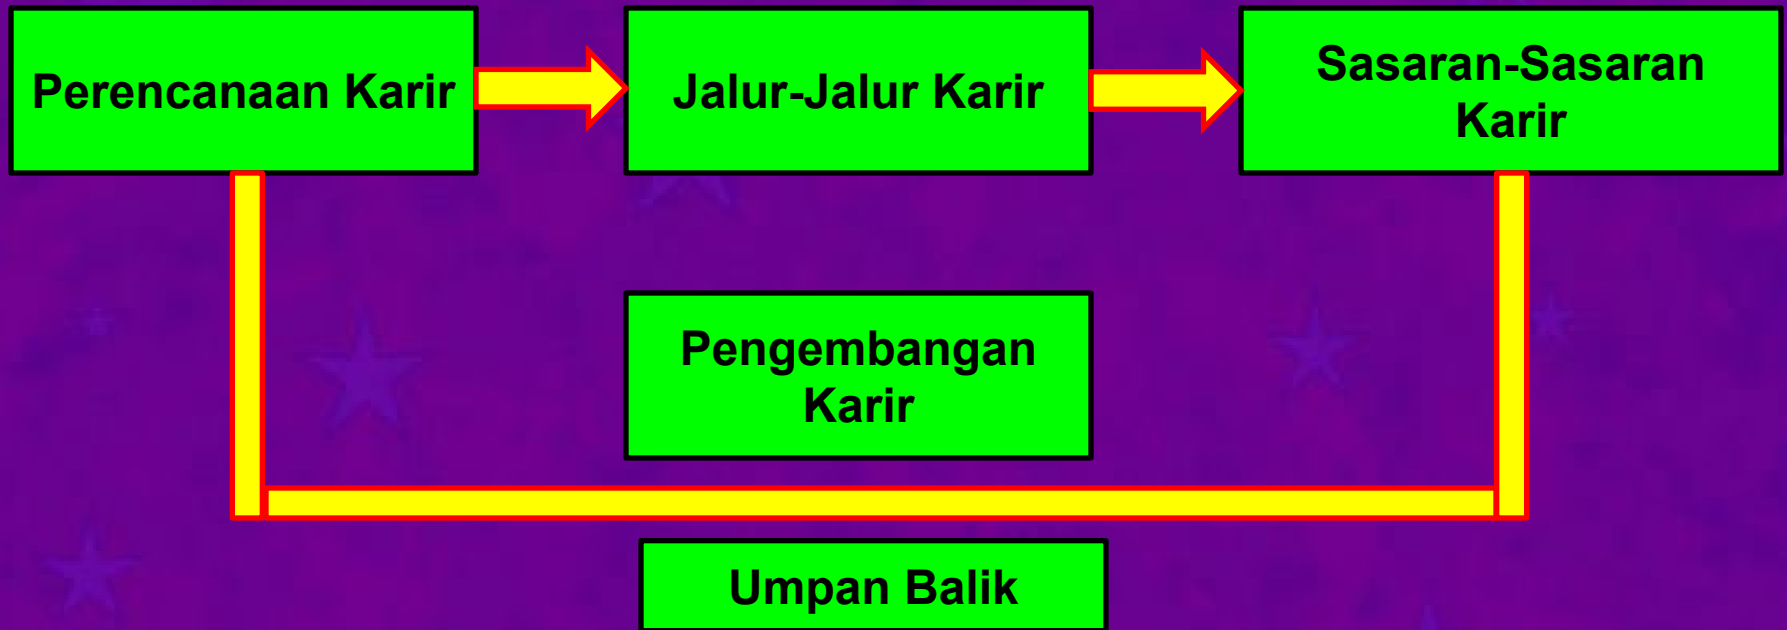 Perencanaan Karir
Jalur-Jalur Karir
Sasaran-Sasaran
Karir
Pengembangan
Karir
Umpan Balik